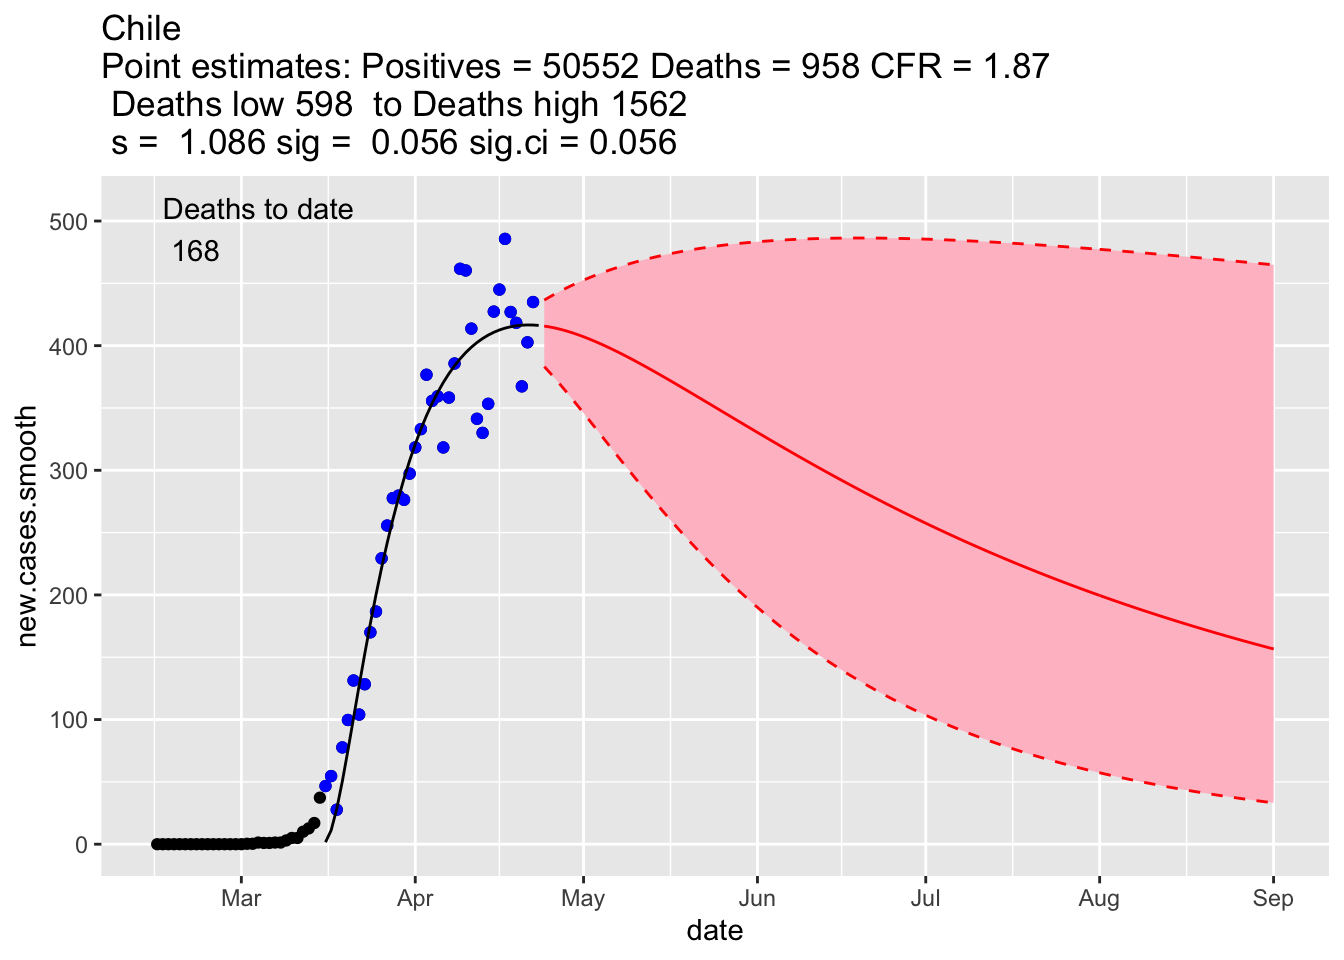 Chile
Point estimates: Positives = 50552 Deaths = 958 CFR = 1.87
Deaths low 598  to Deaths high 1562
s =  1.086 sig =  0.056 sig.ci = 0.056
Deaths to date
168
new.cases.smooth
500
400
300
200
100
0
Mar Apr May Jun Jul Aug Sep
date